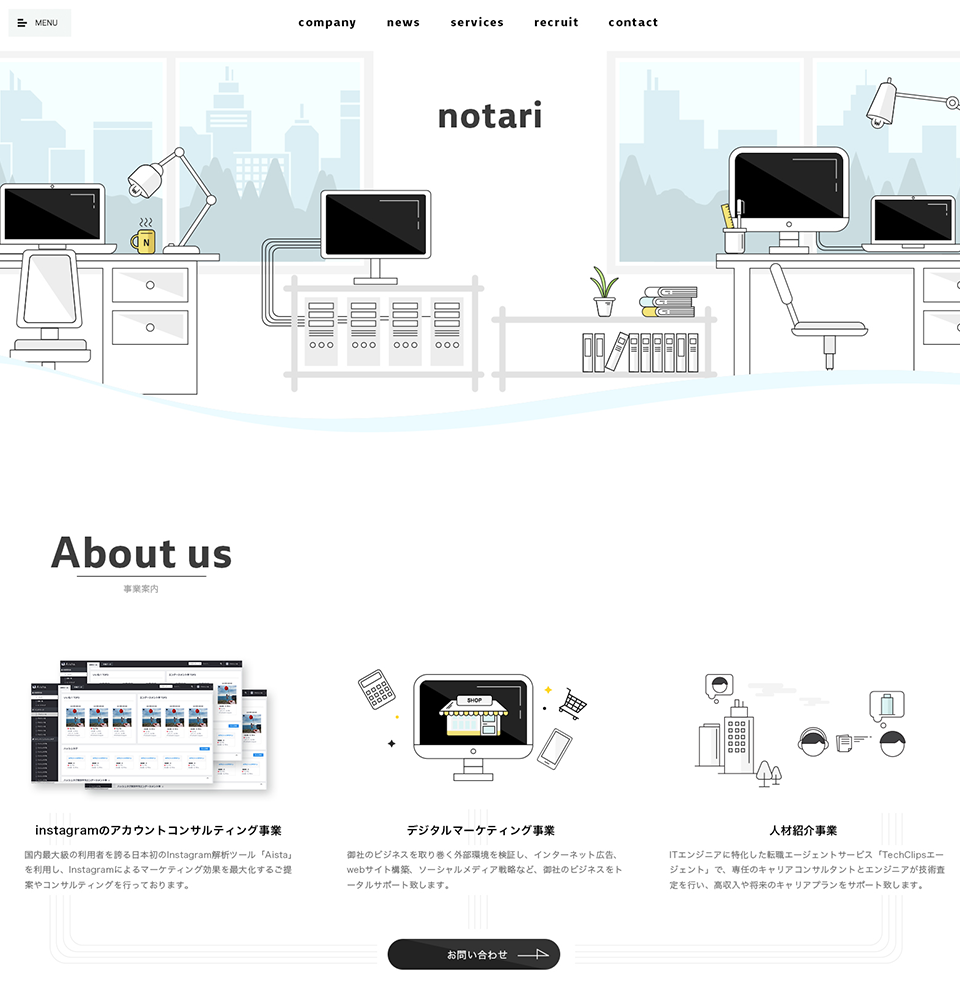 MENU
company
news
services
recruit
contact
notari
N
About us
事業案内
SHOP
instagramのアカウントコンサルティング事業
国内最大級の利用者を誇る日本初のInstagram解析ツール「Aista」
を利用し、Instagramによるマーケティング効果を最大化するご提
案やコンサルティングを行っております。
デジタルマーケティング事業
御社のビジネスを取り巻く外部環境を検証し、インターネット広告、
webサイト構築、ソーシャルメディア戦略など、御社のビジネスをト
ータルサポート致します。
人材紹介事業
ITエンジニアに特化した転職エージェントサービス「TechClipsエー
ジェント」で、専任のキャリアコンサルタントとエンジニアが技術査
定を行い、高収入や将来のキャリアプランをサポート致します。
お問い合わせ